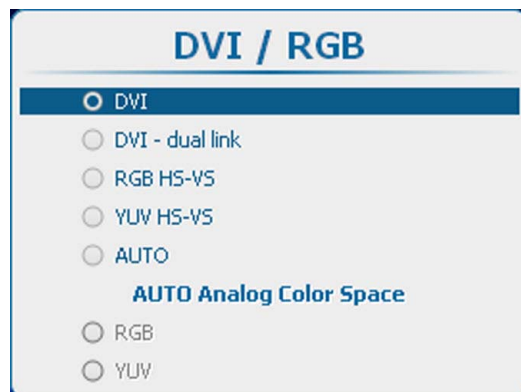 DVI / RGB
DVI
DVI - dual link
RGB HS-VS
YUV HS-VS
AUTO
AUTO Analog Color Space
RGB
YUV